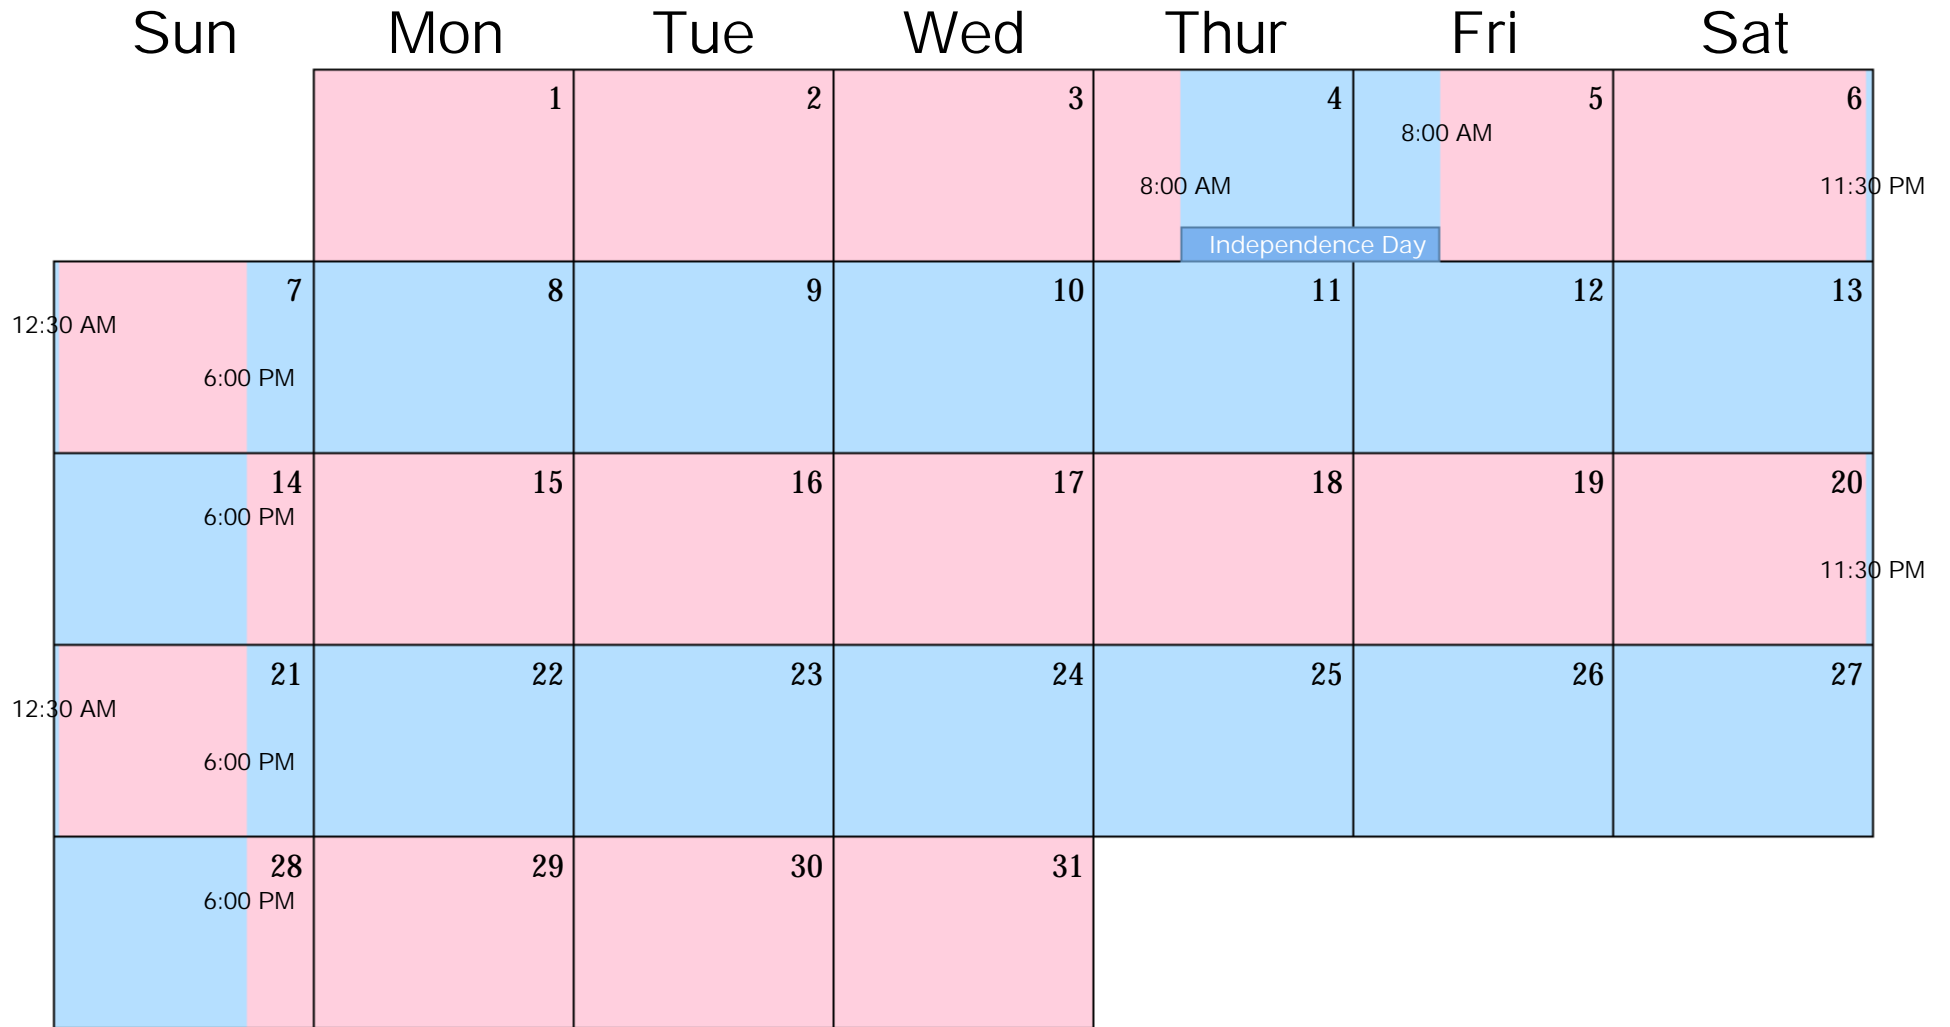 Sun Mon Tue Wed Thur Fri Sat
1 2 3 4 5 6
8:00 AM
8:00 AM 11:30 PM
Independence Day
7 8 9 10 11 12 13
12:30 AM
6:00 PM
14 15 16 17 18 19 20
6:00 PM
11:30 PM
21 22 23 24 25 26 27
12:30 AM
6:00 PM
28 29 30 31
6:00 PM